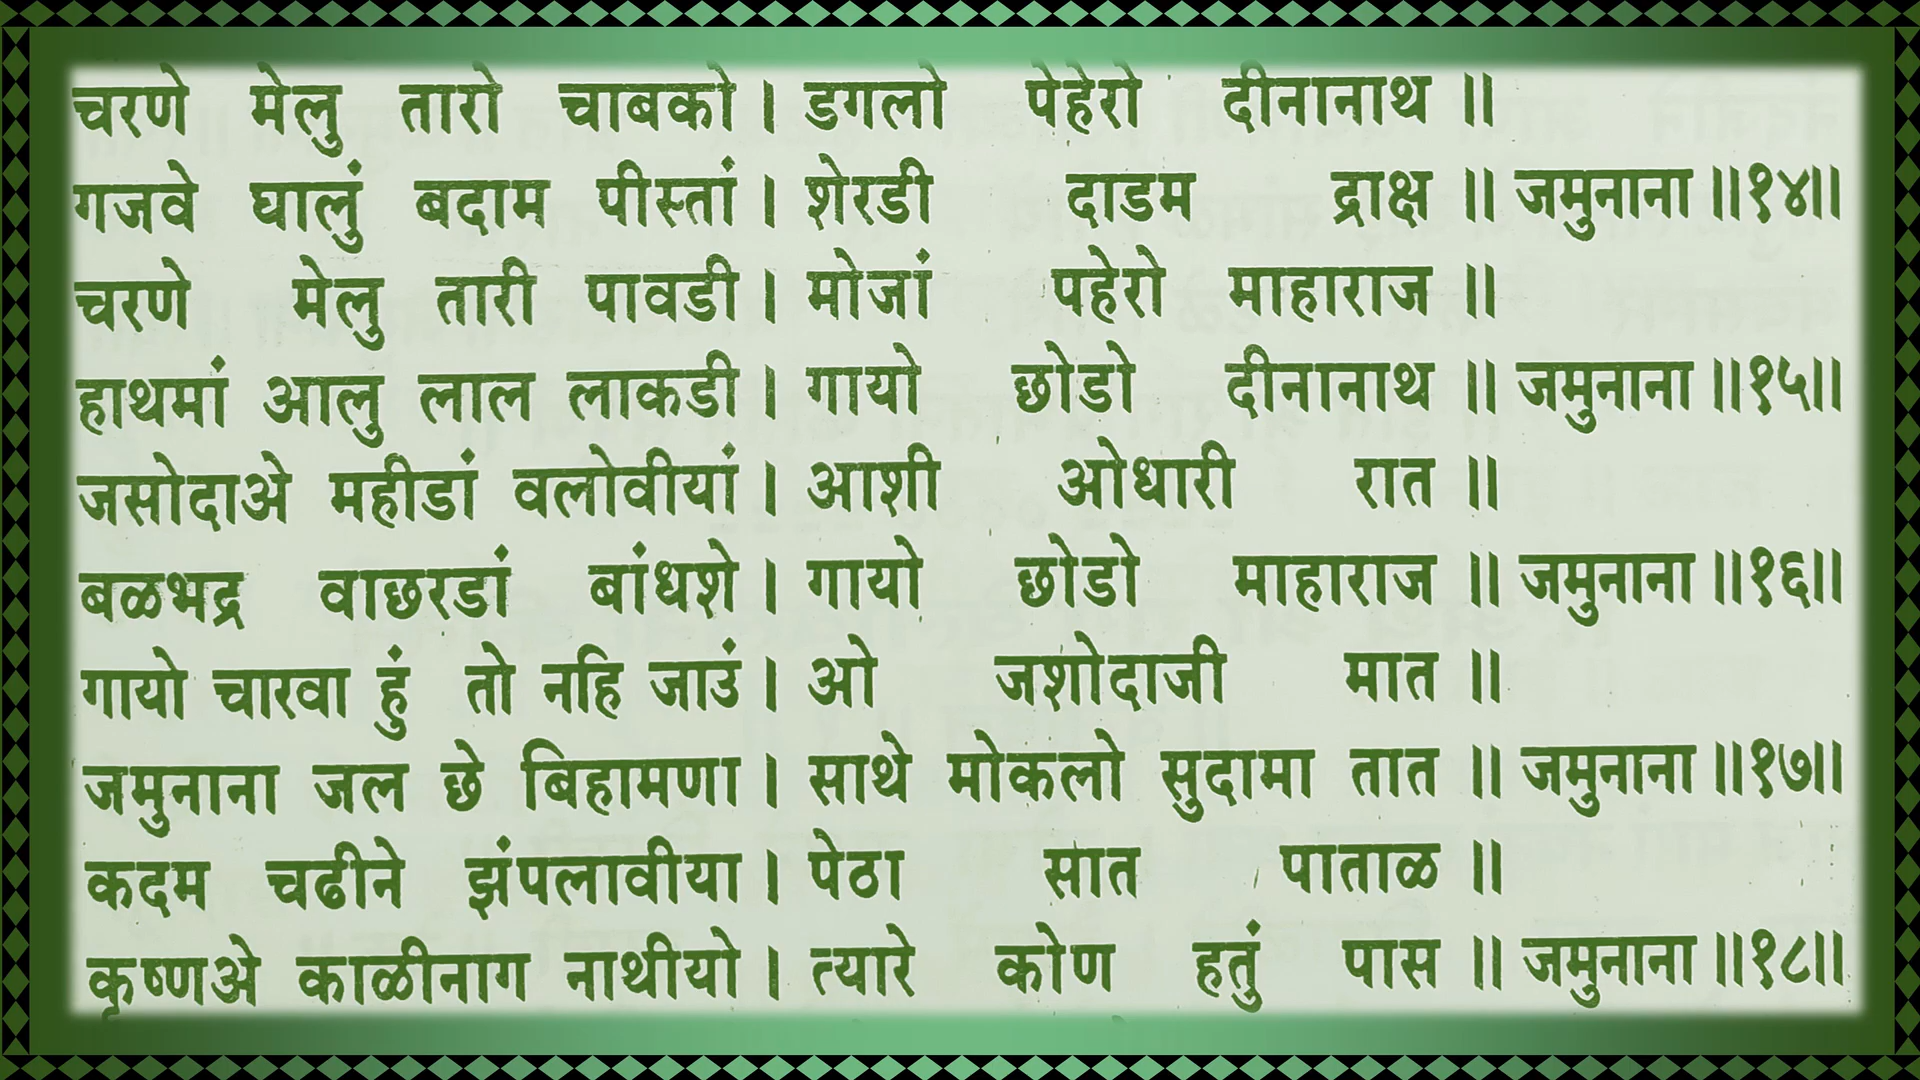 चरणे मेलु तारो चाबको । डगलो पेहेरो दीनानाथ ॥
गजवे घालुं बदाम पीस्तां । शेरडी दाडम द्राक्ष ॥ जमुनाना ॥१४॥
चरणे मेलु तारी पावडी । मोजां पहेरो माहाराज ॥
हाथमां आलु लाल लाकडी । गायो छोडो दीनानाथ ॥ जमुनाना ॥१५॥
जसोदाअे महीडां वलोवीयां । आशी ओधारी रात ॥
बळभद्र वाछरडां बांधशे । गायो छोडो माहाराज ॥ जमुनाना ॥१६॥
गायो चारवा हुं तो नहि जाउं । ओ जशोदाजी मात ॥
जमुनाना जल छे बिहामणा । साथे मोकलो सुदामा तात ॥ जमुनाना ॥१७॥
कदम चढीने झंपलावीया । पेठा सात पाताळ ॥
कृष्णअे काळीनाग नाथीयो । त्यारे कोण हतुं पास ॥ जमुनाना ॥१८॥